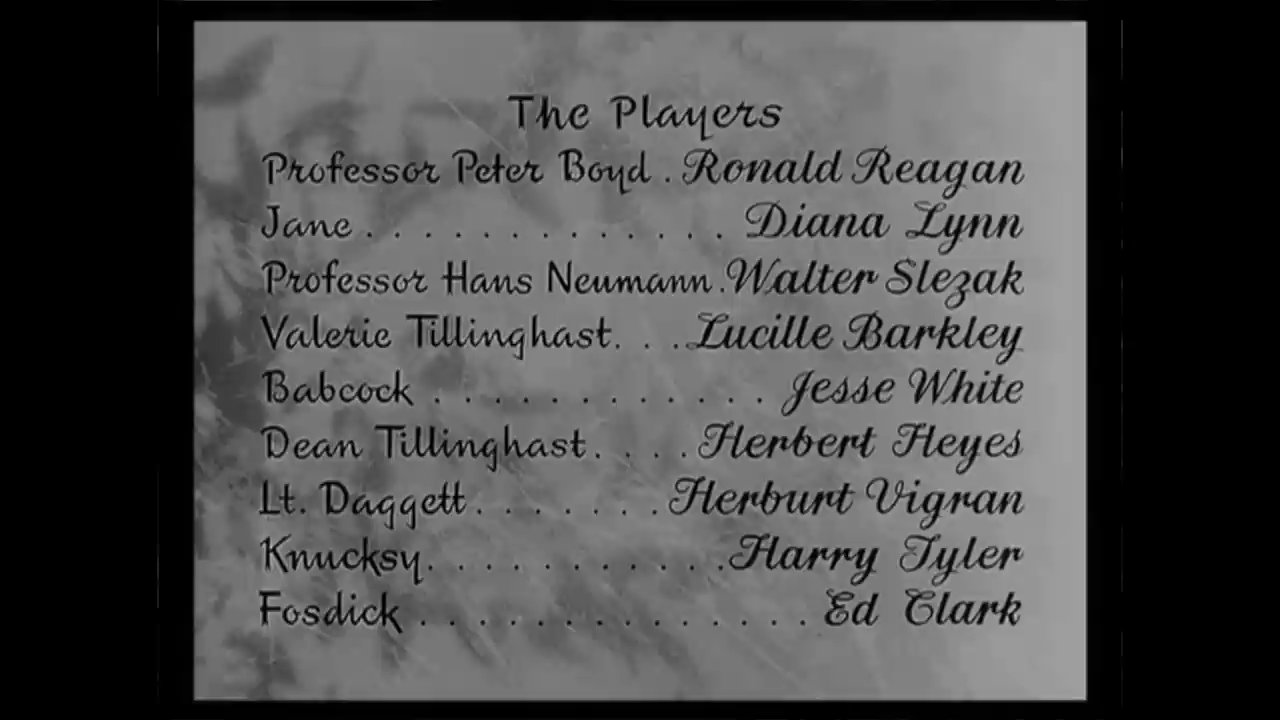 The Players
Professor Peter Boyd . Ronald Reagan
Jane . . . . . . . . . . . . . Diana Lynn
Professor Hans Neumann . Walter Slezak
Valerie Tillinghast . . . Lucille Barkley
Babcock . . . . . . . . . . . . Jesse White
Dean Tillinghast . . . . Herbert Heyes
Lt. Daggett . . . . . . . Herburt Vigran
Knucksy . . . . . . . . . . . Harry Tyler
Fosdick . . . . . . . . . . . . . . Ed Clark